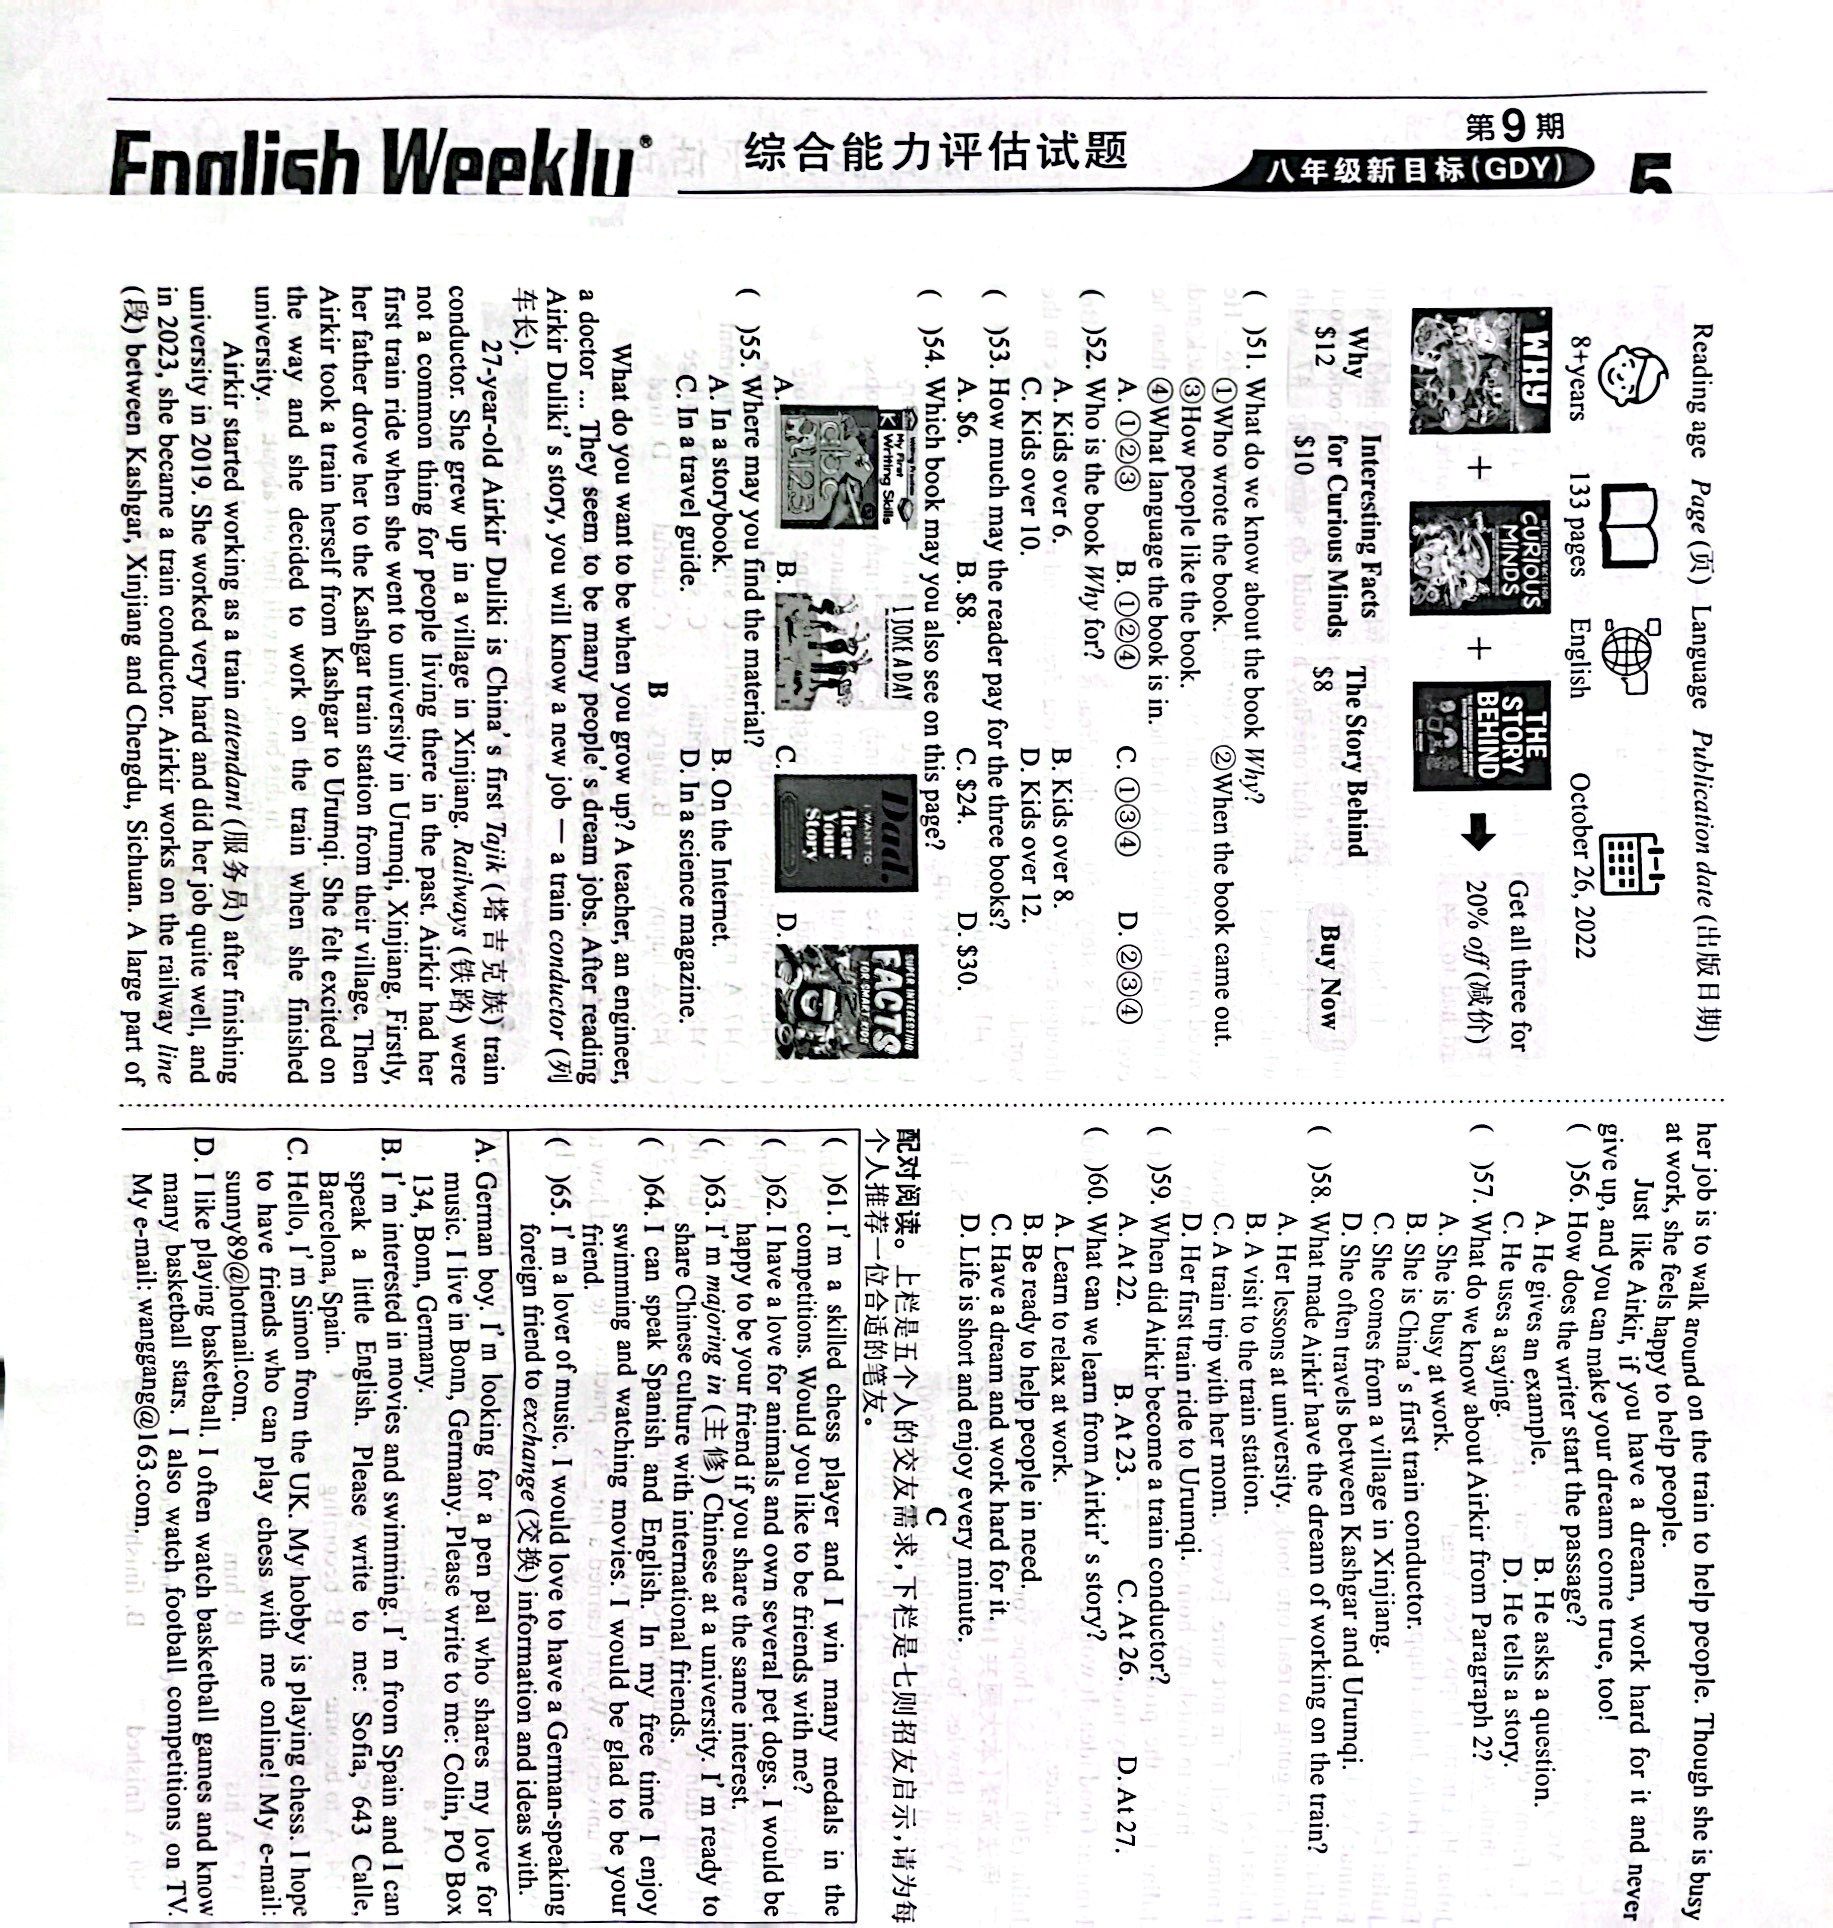 English Weekly®
综合能力评估试题
第9期
八年级新目标(GDY)
5
Reading age Page(页) Language Publication date(出版日期)
8+years 133 pages English October 26, 2022
WHY
+
INTERESTING FACTS FOR
CURIOUS
MINDS
+
THE
STORY
BEHIND
Get all three for
20% off(减价)
Why
$12
Interesting Facts
for Curious Minds
$10
The Story Behind
$8
Buy Now
( )51. What do we know about the book Why?
①Who wrote the book. ②When the book came out.
③How people like the book.
④What language the book is in.
A. ①②③ B. ①②④ C. ①③④ D. ②③④
( )52. Who is the book Why for?
A. Kids over 6. B. Kids over 8.
C. Kids over 10. D. Kids over 12.
( )53. How much may the reader pay for the three books?
A. $6. B. $8. C. $24. D. $30.
( )54. Which book may you also see on this page?
A.
My First
Writing Skills
K
abc
123
B.
1 JOKE A DAY
C.
Dad,
I WANT TO
Hear
Your
Story
D.
SUPER INTERESTING
FACTS
FOR SMART KIDS
( )55. Where may you find the material?
A. In a storybook. B. On the Internet.
C. In a travel guide. D. In a science magazine.
B
What do you want to be when you grow up? A teacher, an engineer,
a doctor ... They seem to be many people's dream jobs. After reading
Airkir Duliki's story, you will know a new job — a train conductor (列
车长).
27-year-old Airkir Duliki is China's first Tajik (塔吉克族) train
conductor. She grew up in a village in Xinjiang. Railways (铁路) were
not a common thing for people living there in the past. Airkir had her
first train ride when she went to university in Urumqi, Xinjiang. Firstly,
her father drove her to the Kashgar train station from their village. Then
Airkir took a train herself from Kashgar to Urumqi. She felt excited on
the way and she decided to work on the train when she finished
university.
Airkir started working as a train attendant (服务员) after finishing
university in 2019. She worked very hard and did her job quite well, and
in 2023, she became a train conductor. Airkir works on the railway line
(段) between Kashgar, Xinjiang and Chengdu, Sichuan. A large part of
her job is to walk around on the train to help people. Though she is busy
at work, she feels happy to help people.
Just like Airkir, if you have a dream, work hard for it and never
give up, and you can make your dream come true, too!
( )56. How does the writer start the passage?
A. He gives an example. B. He asks a question.
C. He uses a saying. D. He tells a story.
( )57. What do we know about Airkir from Paragraph 2?
A. She is busy at work.
B. She is China's first train conductor.
C. She comes from a village in Xinjiang.
D. She often travels between Kashgar and Urumqi.
( )58. What made Airkir have the dream of working on the train?
A. Her lessons at university.
B. A visit to the train station.
C. A train trip with her mom.
D. Her first train ride to Urumqi.
( )59. When did Airkir become a train conductor?
A. At 22. B. At 23. C. At 26. D. At 27.
( )60. What can we learn from Airkir's story?
A. Learn to relax at work.
B. Be ready to help people in need.
C. Have a dream and work hard for it.
D. Life is short and enjoy every minute.
C
配对阅读。上栏是五个人的交友需求,下栏是七则招友启示,请为每
个人推荐一位合适的笔友。
( )61. I'm a skilled chess player and I win many medals in the
competitions. Would you like to be friends with me?
( )62. I have a love for animals and own several pet dogs. I would be
happy to be your friend if you share the same interest.
( )63. I'm majoring in (主修) Chinese at a university. I'm ready to
share Chinese culture with international friends.
( )64. I can speak Spanish and English. In my free time I enjoy
swimming and watching movies. I would be glad to be your
friend.
( )65. I'm a lover of music. I would love to have a German-speaking
foreign friend to exchange (交换) information and ideas with.
A. German boy. I'm looking for a pen pal who shares my love for
music. I live in Bonn, Germany. Please write to me: Colin, PO Box
134, Bonn, Germany.
B. I'm interested in movies and swimming. I'm from Spain and I can
speak a little English. Please write to me: Sofia, 643 Calle,
Barcelona, Spain.
C. Hello, I'm Simon from the UK. My hobby is playing chess. I hope
to have friends who can play chess with me online! My e-mail:
sunny89@hotmail.com.
D. I like playing basketball. I often watch basketball games and know
many basketball stars. I also watch football competitions on TV.
My e-mail: wanggang@163.com.